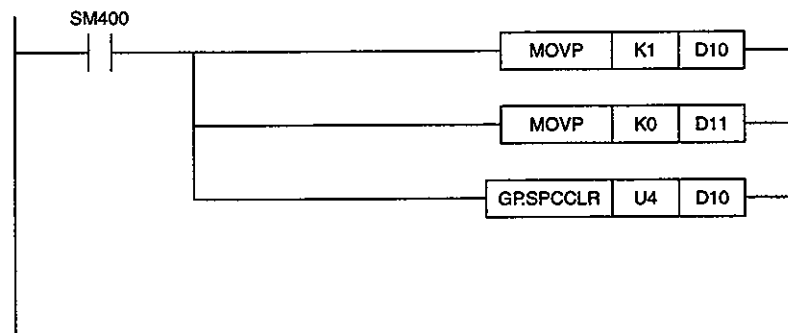 SM400
MOVP K1 D10
MOVP K0 D11
GP.SPCCLR U4 D10